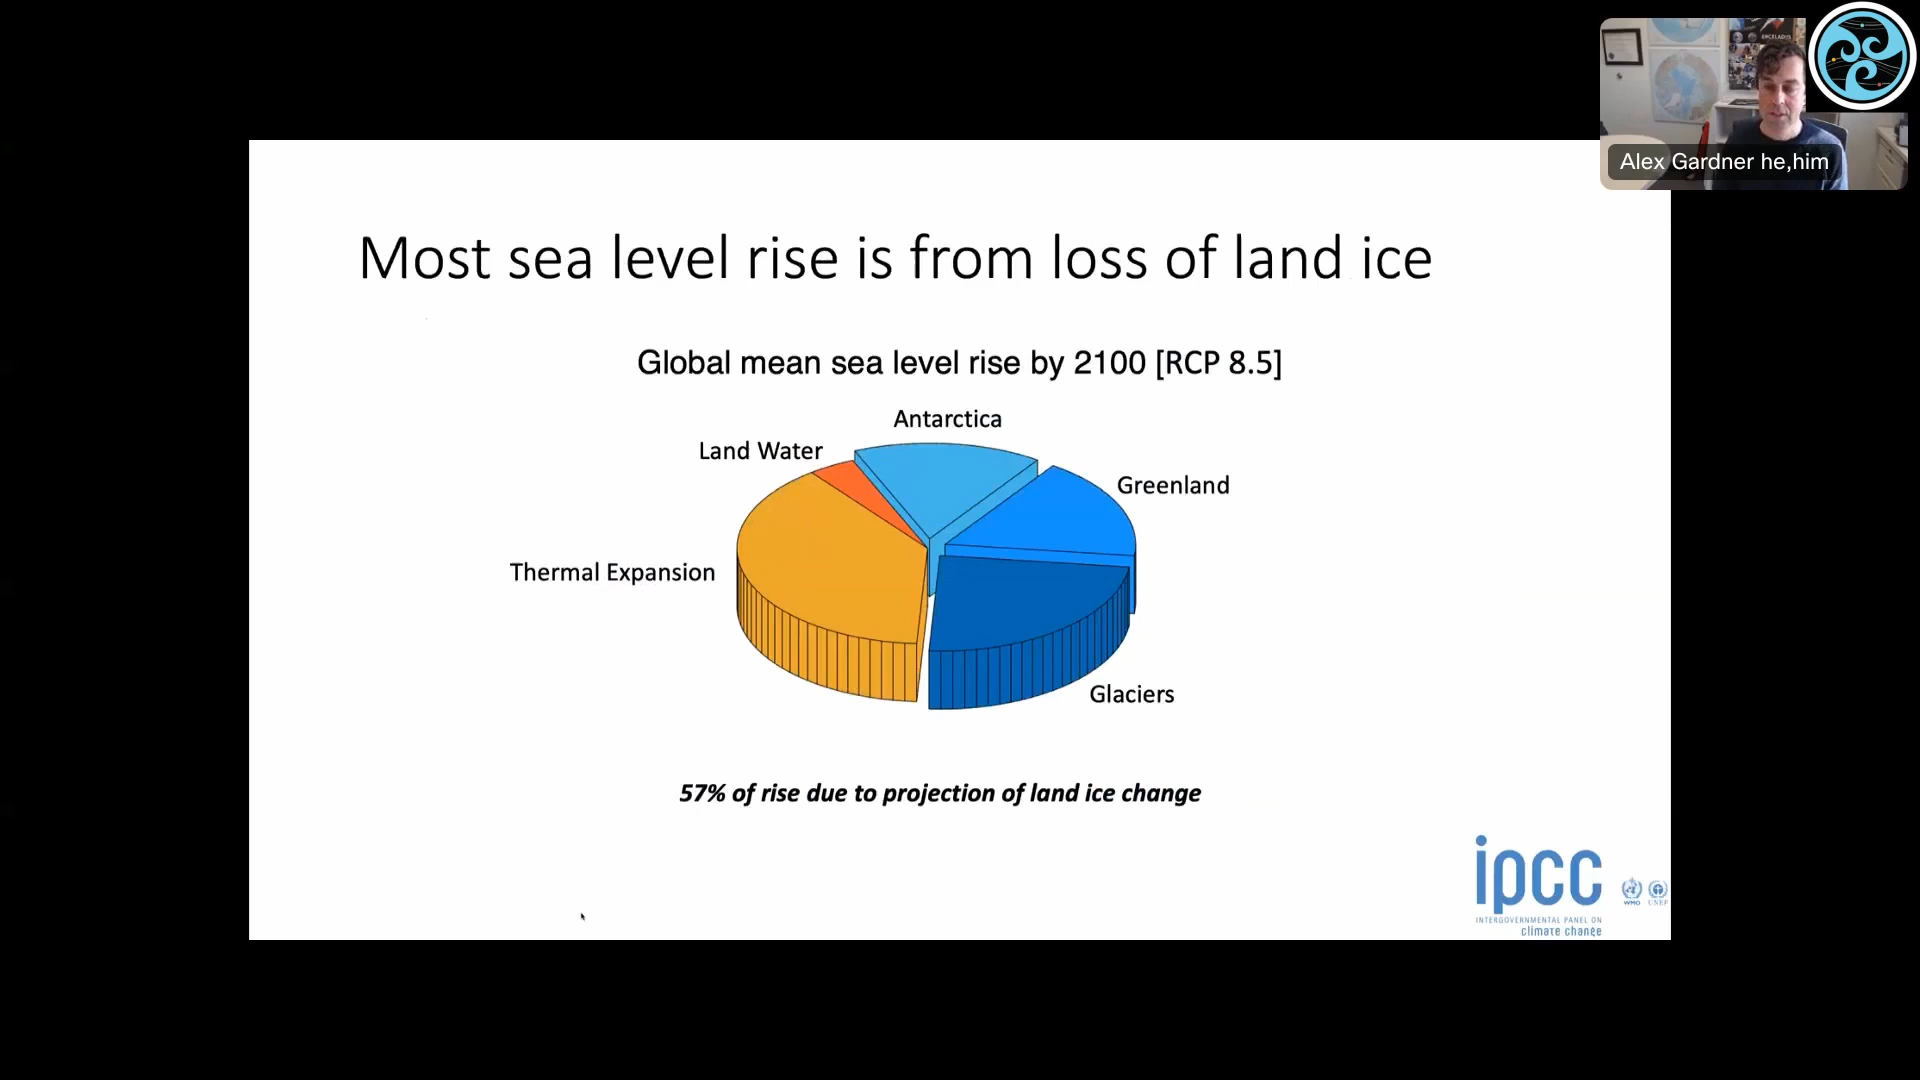 Alex Gardner he,him
Most sea level rise is from loss of land ice
Global mean sea level rise by 2100 [RCP 8.5]
Antarctica
Land Water
Greenland
Thermal Expansion
Glaciers
57% of rise due to projection of land ice change
ipcc
INTERGOVERNMENTAL PANEL ON
climate change
WMO
UNEP